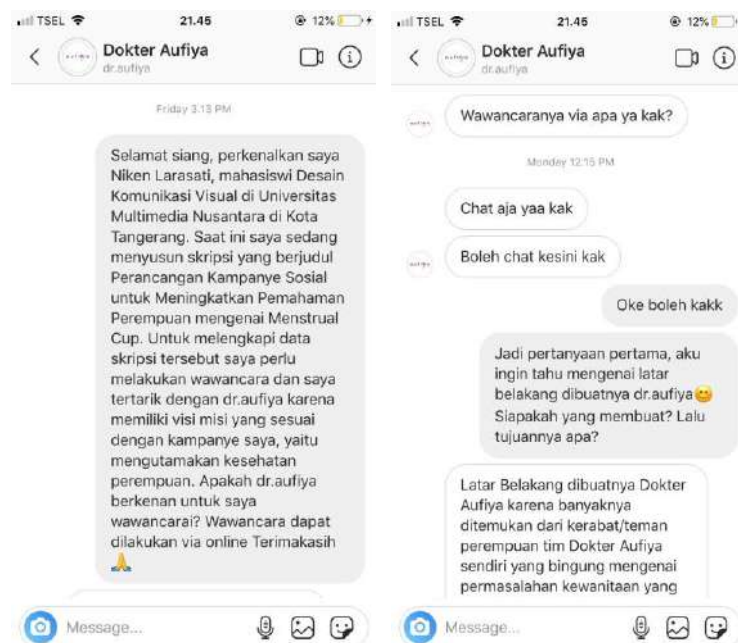 TSEL
21.45
12%
Dokter Aufiya
dr.aufiya
Friday 3.13 PM
Selamat siang, perkenalkan saya
Niken Larasati, mahasiswi Desain
Komunikasi Visual di Universitas
Multimedia Nusantara di Kota
Tangerang. Saat ini saya sedang
menyusun skripsi yang berjudul
Perancangan Kampanye Sosial
untuk Meningkatkan Pemahaman
Perempuan mengenai Menstrual
Cup. Untuk melengkapi data
skripsi tersebut saya perlu
melakukan wawancara dan saya
tertarik dengan dr.aufiya karena
memiliki visi misi yang sesuai
dengan kampanye saya, yaitu
mengutamakan kesehatan
perempuan. Apakah dr.aufiya
berkenan untuk saya
wawancarai? Wawancara dapat
dilakukan via online Terimakasih
🙏
Message...
TSEL
21.46
12%
Dokter Aufiya
dr.aufiya
Wawancaranya via apa ya kak?
Monday 12.15 PM
Chat aja yaa kak
Boleh chat kesini kak
Oke boleh kakk
Jadi pertanyaan pertama, aku
ingin tahu mengenai latar
belakang dibuatnya dr.aufiya😊
Siapakah yang membuat? Lalu
tujuannya apa?
Latar Belakang dibuatnya Dokter
Aufiya karena banyaknya
ditemukan dari kerabat/teman
perempuan tim Dokter Aufiya
sendiri yang bingung mengenai
permasalahan kewanitaan yang
Message...